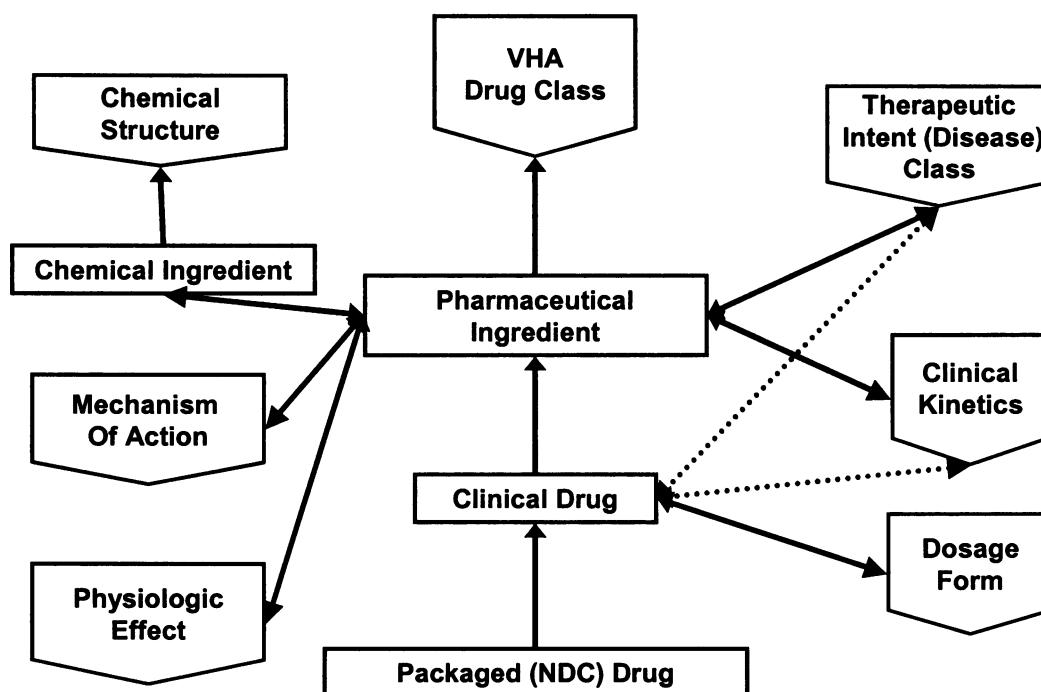 VHA
Drug Class
Chemical
Structure
Therapeutic
Intent (Disease)
Class
Chemical Ingredient
Pharmaceutical
Ingredient
Mechanism
Of Action
Clinical
Kinetics
Clinical Drug
Dosage
Form
Physiologic
Effect
Packaged (NDC) Drug